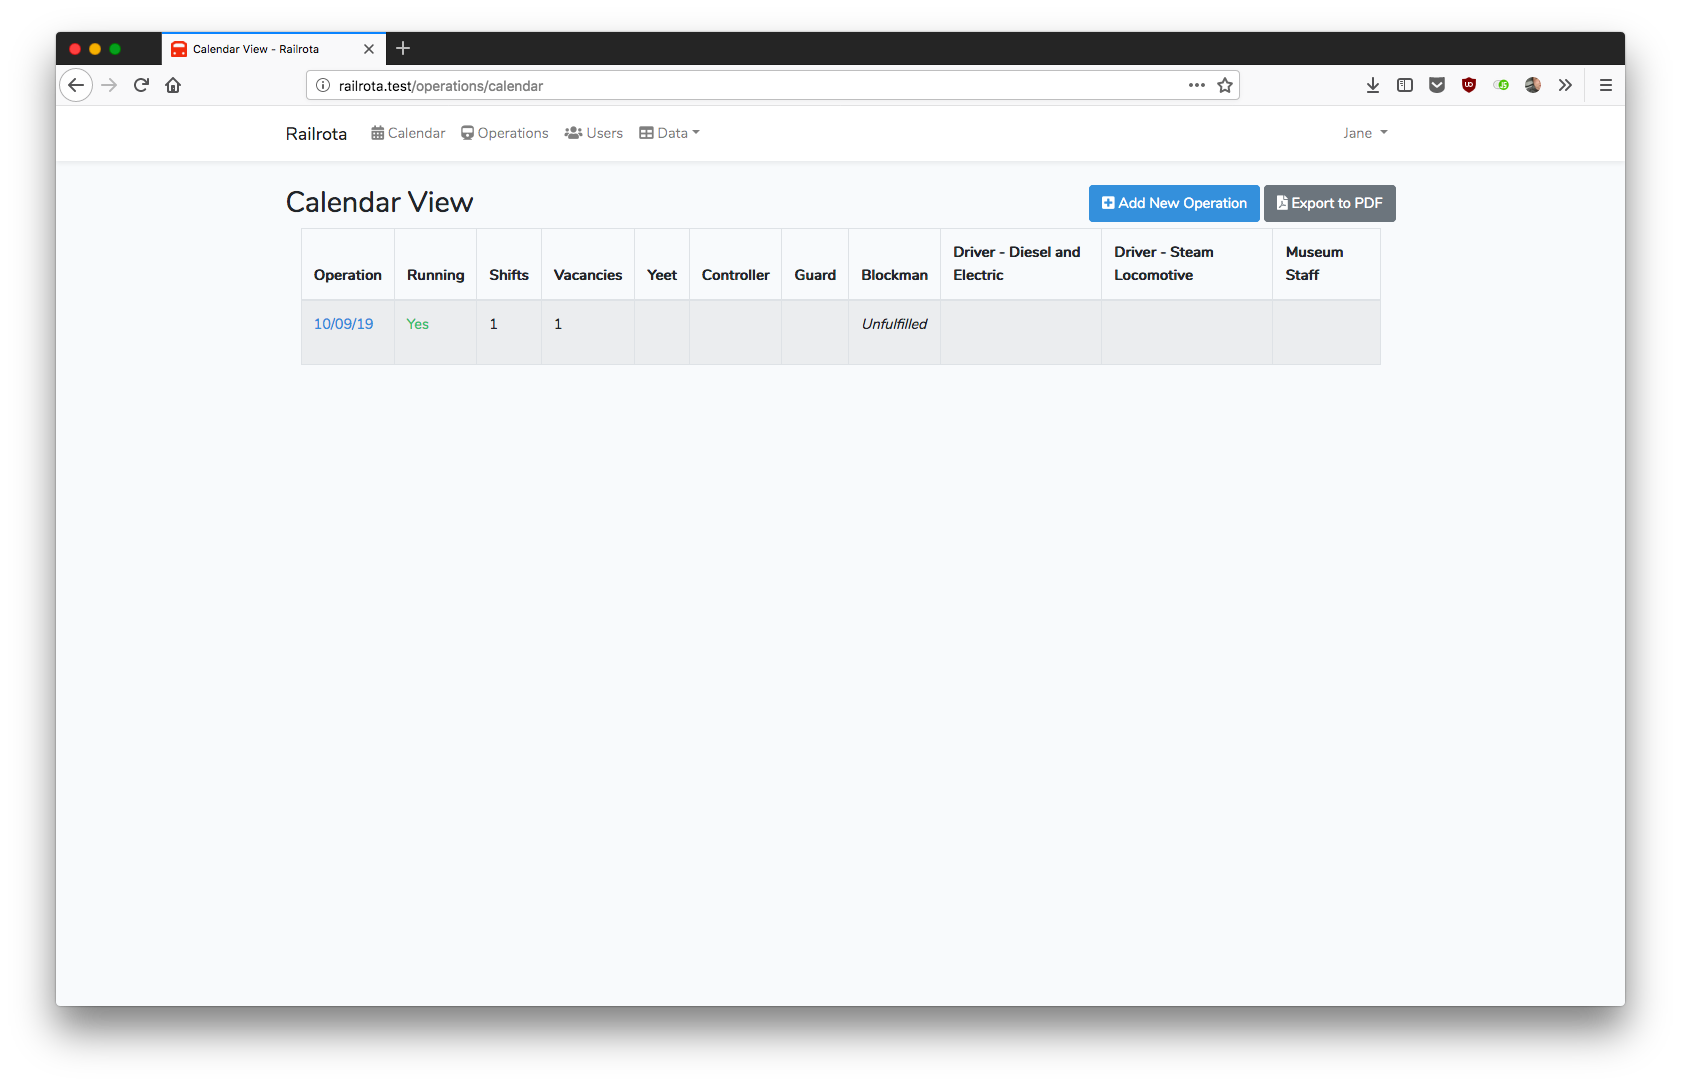 Calendar View - Railrota
railrota.test/operations/calendar
Railrota Calendar Operations Users Data Jane
Calendar View Add New Operation Export to PDF
Operation Running Shifts Vacancies Yeet Controller Guard Blockman Driver - Diesel and Electric Driver - Steam Locomotive Museum Staff
10/09/19 Yes 1 1 Unfulfilled